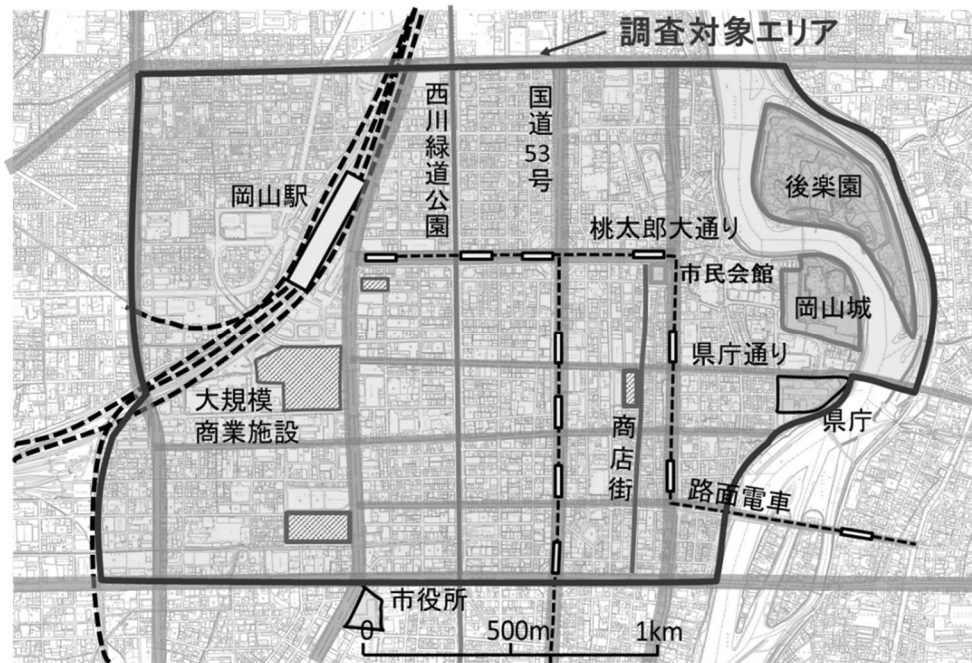 調査対象エリア
西川緑道公園
国道53号
岡山駅
後楽園
桃太郎大通り
市民会館
岡山城
県庁通り
大規模
商業施設
県庁
商店街
路面電車
市役所
0 500m 1km